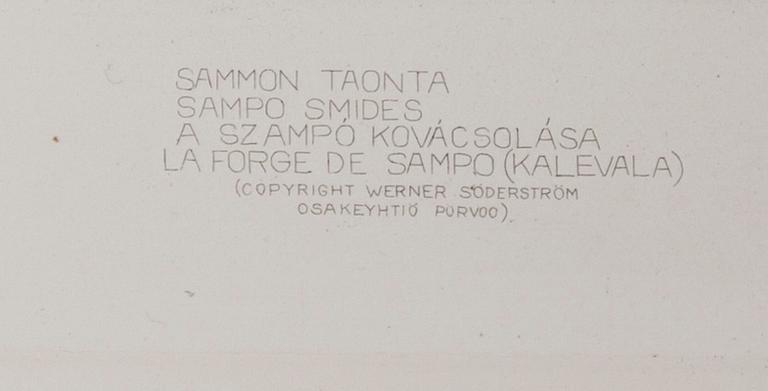 SAMMON TAONTA
SAMPO SMIDES
A SZAMPÓ KOVÁCSOLÁSA
LA FORGE DE SAMPO (KALEVALA)
(COPYRIGHT WERNER SÖDERSTRÖM
OSAKEYHTIÖ PORVOO)